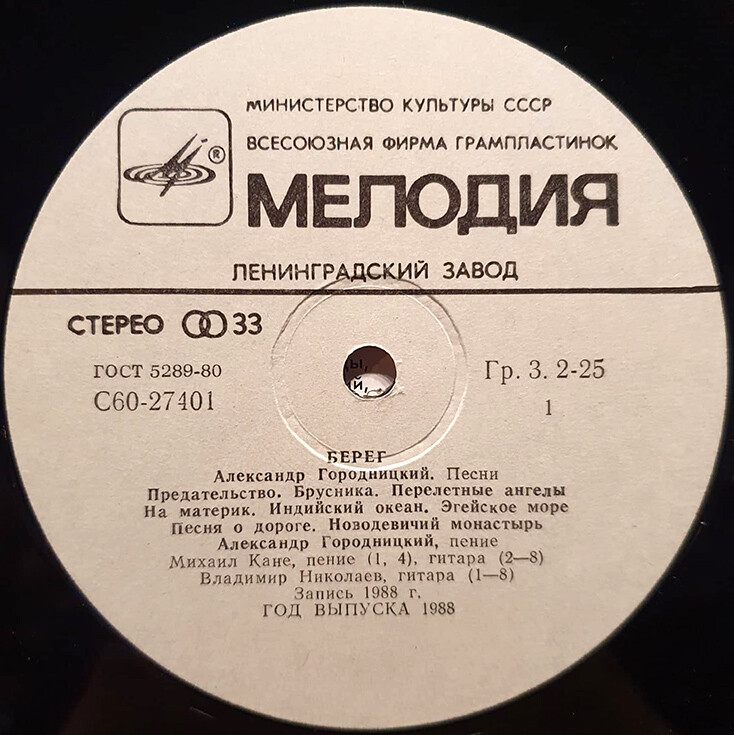 МИНИСТЕРСТВО КУЛЬТУРЫ СССР
ВСЕСОЮЗНАЯ ФИРМА ГРАМПЛАСТИНОК
®
МЕЛОДИЯ
ЛЕНИНГРАДСКИЙ ЗАВОД
СТЕРЕО 33
ГОСТ 5289-80
Гр. 3. 2-25
С60-27401
1
БЕРЕГ
Александр Городницкий. Песни
Предательство. Брусника. Перелетные ангелы
На материк. Индийский океан. Эгейское море
Песня о дороге. Новодевичий монастырь
Александр Городницкий, пение
Михаил Кане, пение (1, 4), гитара (2—8)
Владимир Николаев, гитара (1—8)
Запись 1988 г.
ГОД ВЫПУСКА 1988